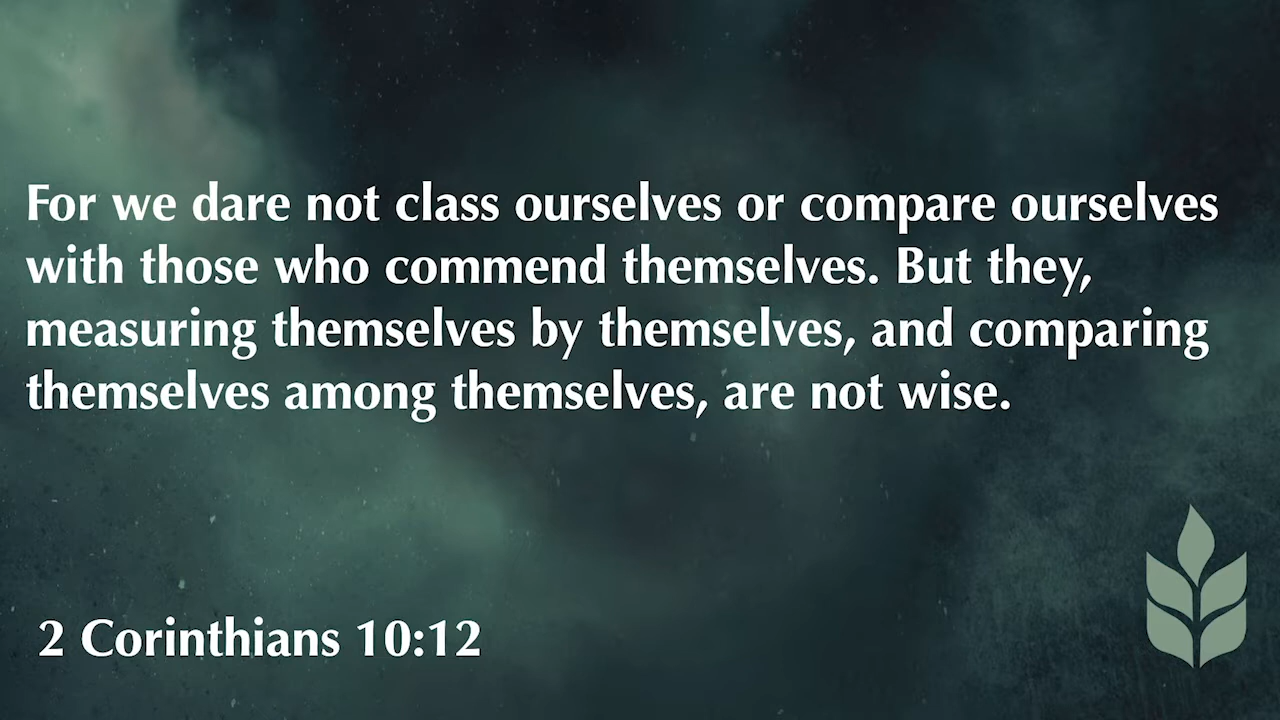 For we dare not class ourselves or compare ourselves
with those who commend themselves. But they,
measuring themselves by themselves, and comparing
themselves among themselves, are not wise.
2 Corinthians 10:12